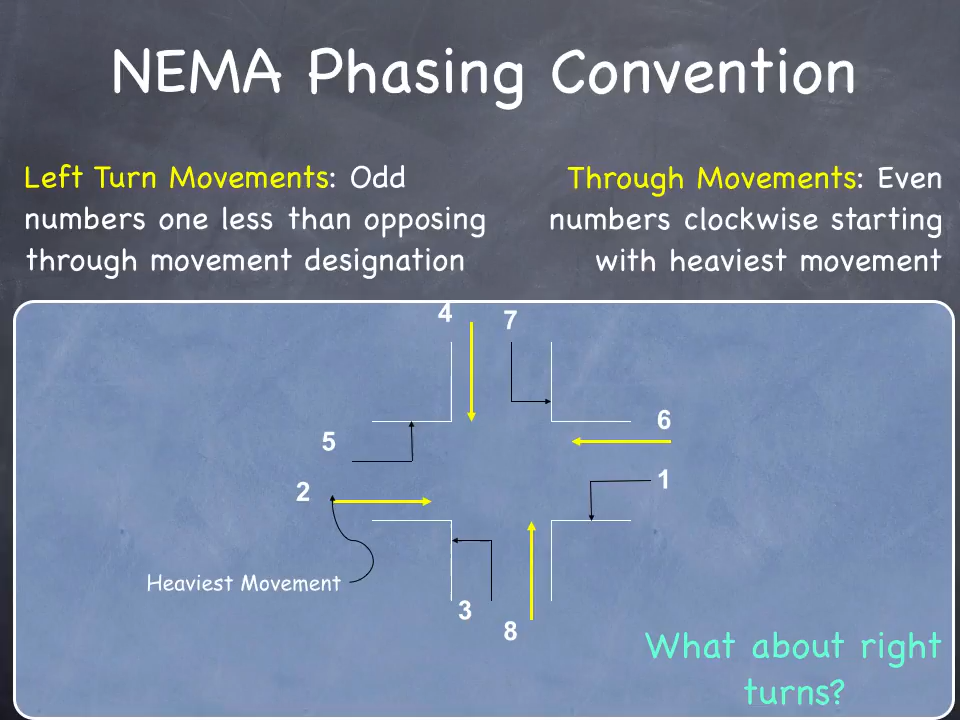 NEMA Phasing Convention
Left Turn Movements: Odd
numbers one less than opposing
through movement designation
Through Movements: Even
numbers clockwise starting
with heaviest movement
4
7
6
5
1
2
Heaviest Movement
3
8
What about right
turns?